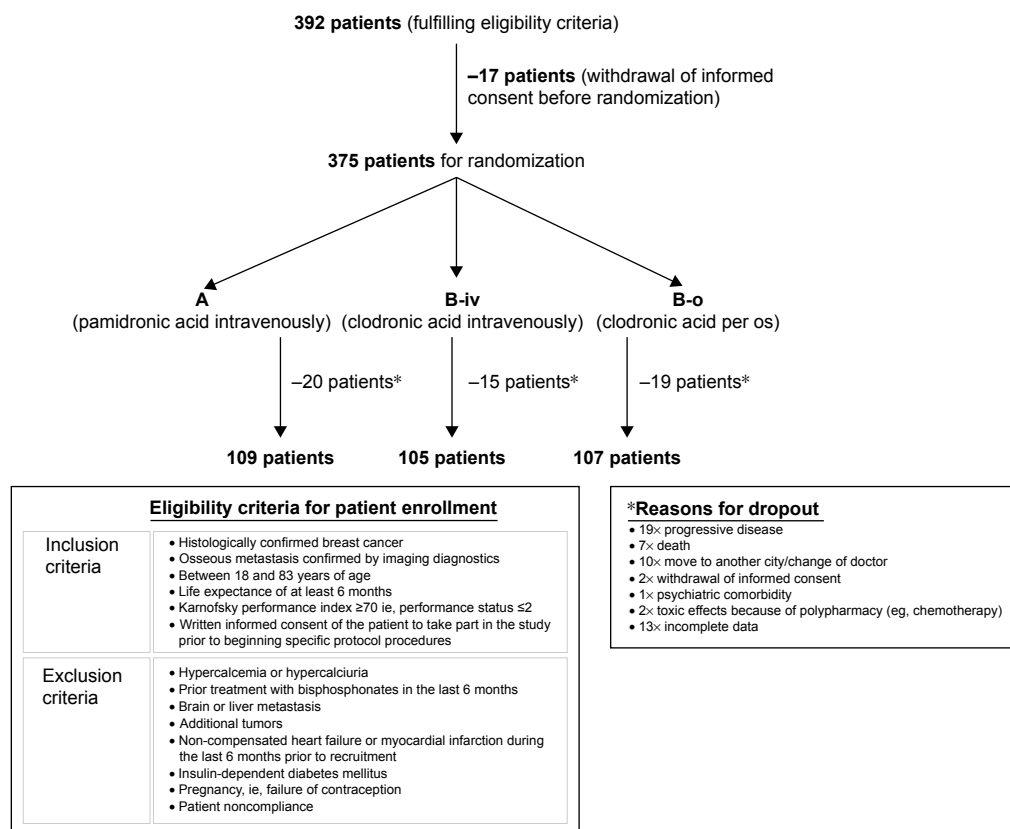 392 patients (fulfilling eligibility criteria)
–17 patients (withdrawal of informed
consent before randomization)
375 patients for randomization
A
(pamidronic acid intravenously)
B-iv
(clodronic acid intravenously)
B-o
(clodronic acid per os)
–20 patients*
–15 patients*
–19 patients*
109 patients
105 patients
107 patients
Eligibility criteria for patient enrollment
Inclusion
criteria
• Histologically confirmed breast cancer
• Osseous metastasis confirmed by imaging diagnostics
• Between 18 and 83 years of age
• Life expectance of at least 6 months
• Karnofsky performance index ≥70 ie, performance status ≤2
• Written informed consent of the patient to take part in the study
prior to beginning specific protocol procedures
Exclusion
criteria
• Hypercalcemia or hypercalciuria
• Prior treatment with bisphosphonates in the last 6 months
• Brain or liver metastasis
• Additional tumors
• Non-compensated heart failure or myocardial infarction during
the last 6 months prior to recruitment
• Insulin-dependent diabetes mellitus
• Pregnancy, ie, failure of contraception
• Patient noncompliance
*Reasons for dropout
• 19× progressive disease
• 7× death
• 10× move to another city/change of doctor
• 2× withdrawal of informed consent
• 1× psychiatric comorbidity
• 2× toxic effects because of polypharmacy (eg, chemotherapy)
• 13× incomplete data